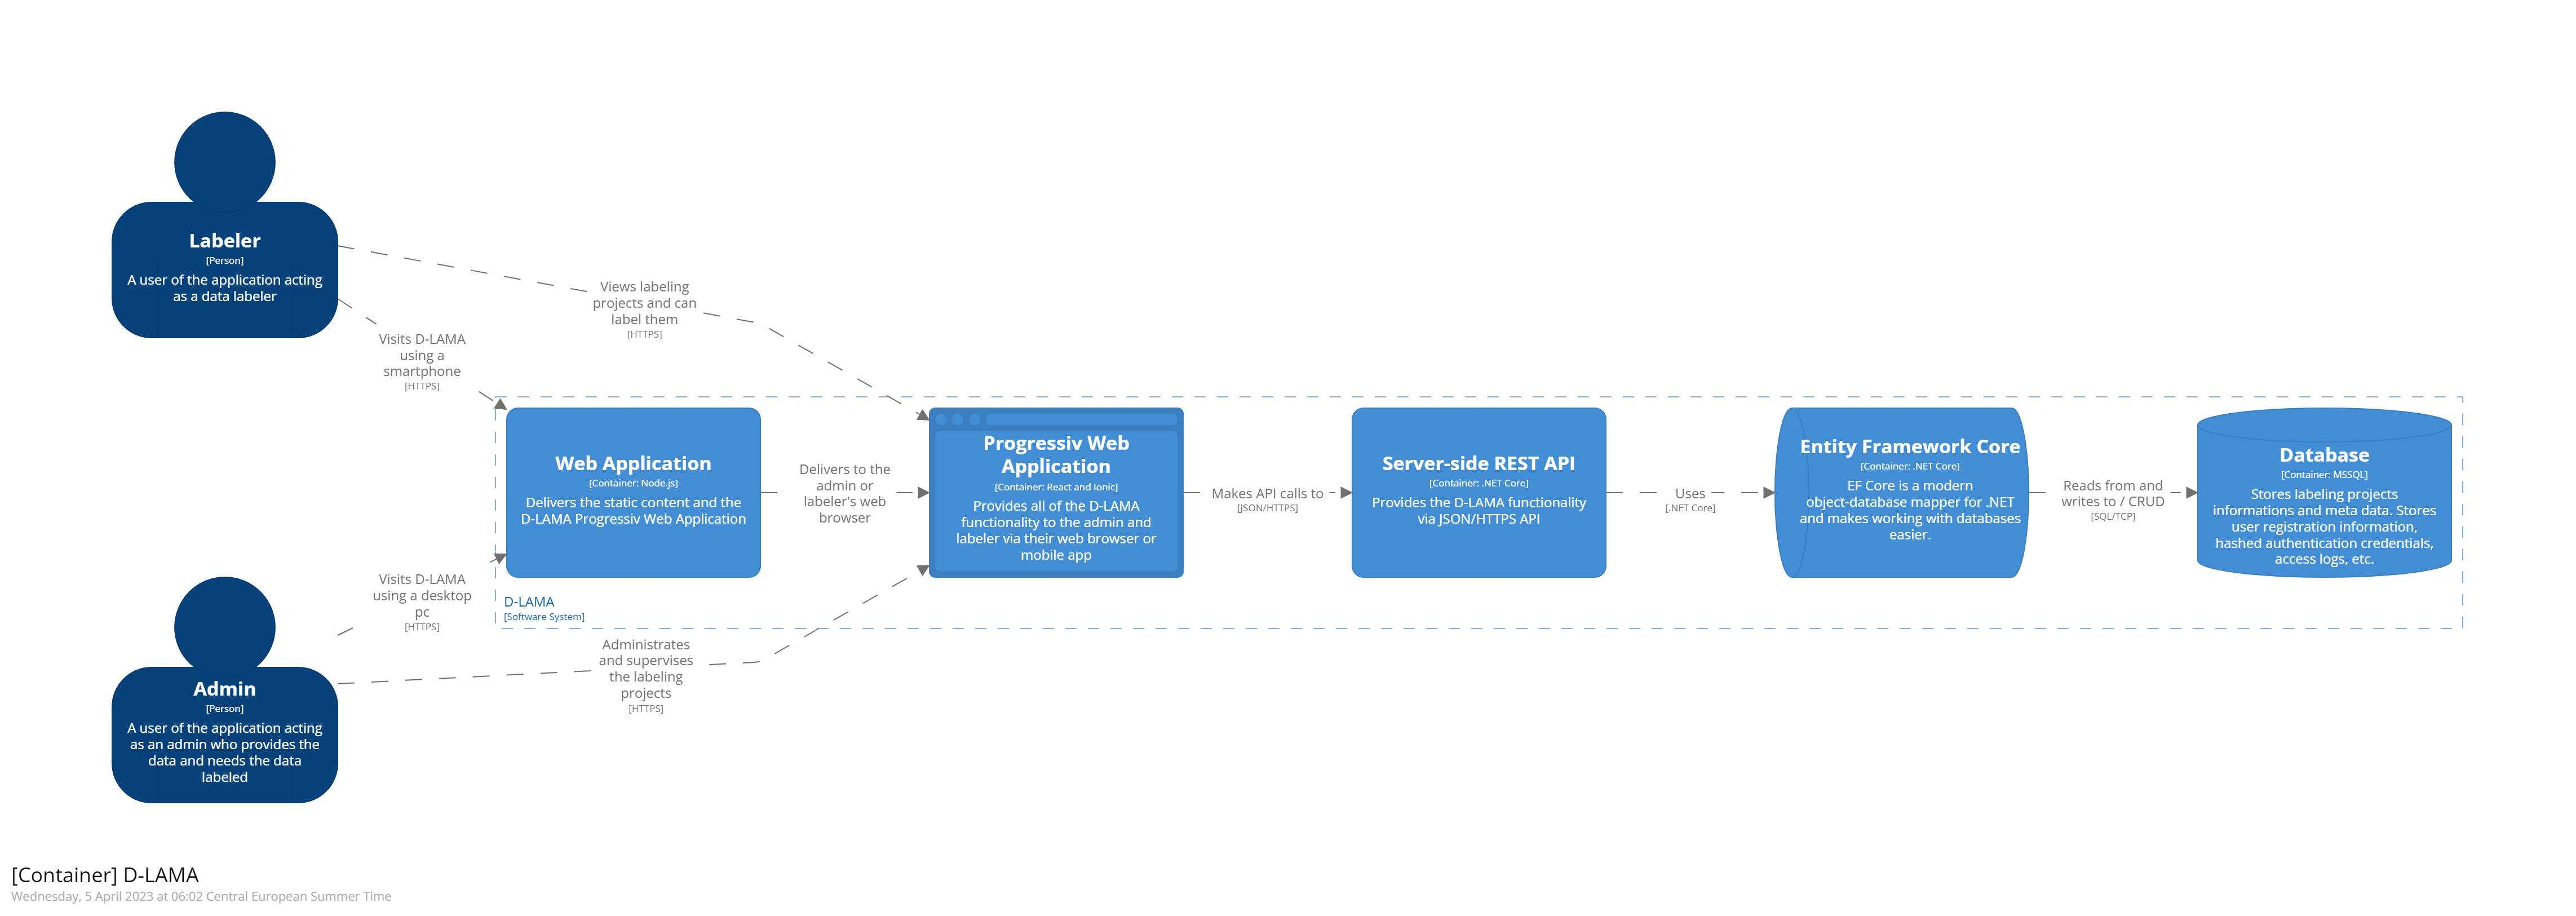 Labeler
[Person]
A user of the application acting
as a data labeler
Views labeling
projects and can
label them
[HTTPS]
Visits D-LAMA
using a
smartphone
[HTTPS]
Web Application
[Container: Node.js]
Delivers the static content and the
D-LAMA Progressiv Web Application
Delivers to the
admin or
labeler's web
browser
Progressiv Web
Application
[Container: React and Ionic]
Provides all of the D-LAMA
functionality to the admin and
labeler via their web browser or
mobile app
Makes API calls to
[JSON/HTTPS]
Server-side REST API
[Container: .NET Core]
Provides the D-LAMA functionality
via JSON/HTTPS API
Uses
[.NET Core]
Entity Framework Core
[Container: .NET Core]
EF Core is a modern
object-database mapper for .NET
and makes working with databases
easier.
Reads from and
writes to / CRUD
[SQL/TCP]
Database
[Container: MSSQL]
Stores labeling projects
informations and meta data. Stores
user registration information,
hashed authentication credentials,
access logs, etc.
Visits D-LAMA
using a desktop
pc
[HTTPS]
D-LAMA
[Software System]
Administrates
and supervises
the labeling
projects
[HTTPS]
Admin
[Person]
A user of the application acting
as an admin who provides the
data and needs the data
labeled
[Container] D-LAMA
Wednesday, 5 April 2023 at 06:02 Central European Summer Time